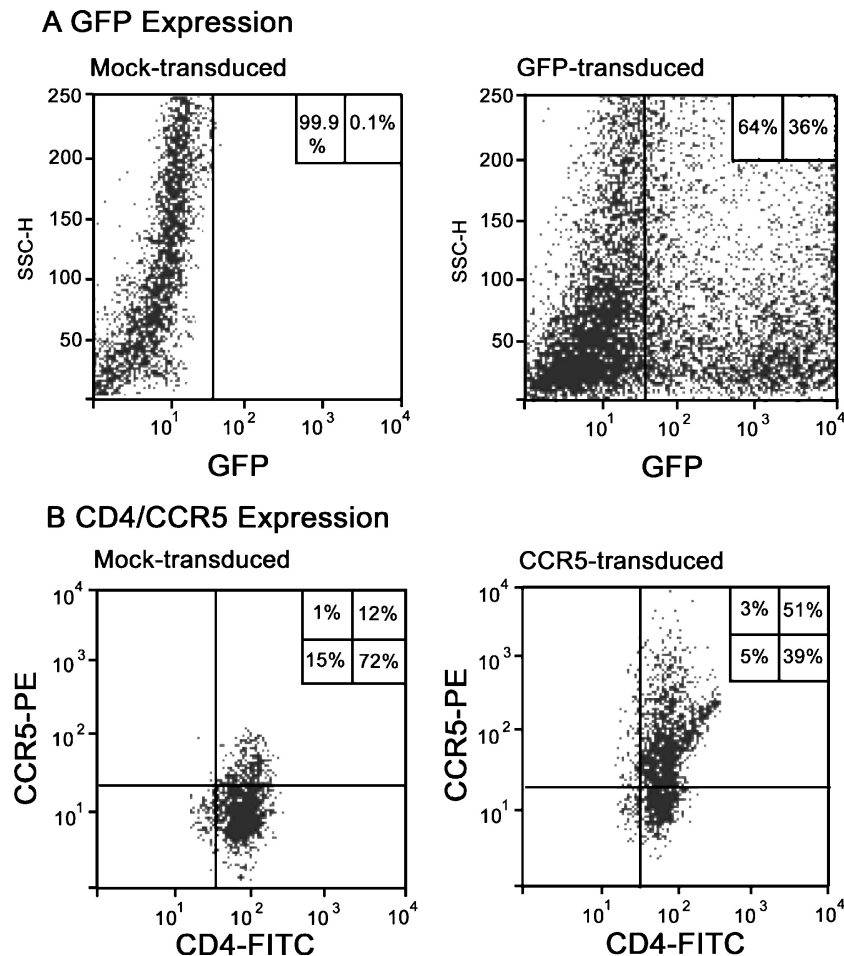 A GFP Expression
Mock-transduced
250
200
150
100
50
SSC-H
99.9 %
0.1%
10^1 10^2 10^3 10^4
GFP
GFP-transduced
250
200
150
100
50
SSC-H
64% 36%
10^1 10^2 10^3 10^4
GFP
B CD4/CCR5 Expression
Mock-transduced
10^4
10^3
10^2
10^1
CCR5-PE
1% 12%
15% 72%
10^1 10^2 10^3 10^4
CD4-FITC
CCR5-transduced
10^4
10^3
10^2
10^1
CCR5-PE
3% 51%
5% 39%
10^1 10^2 10^3 10^4
CD4-FITC